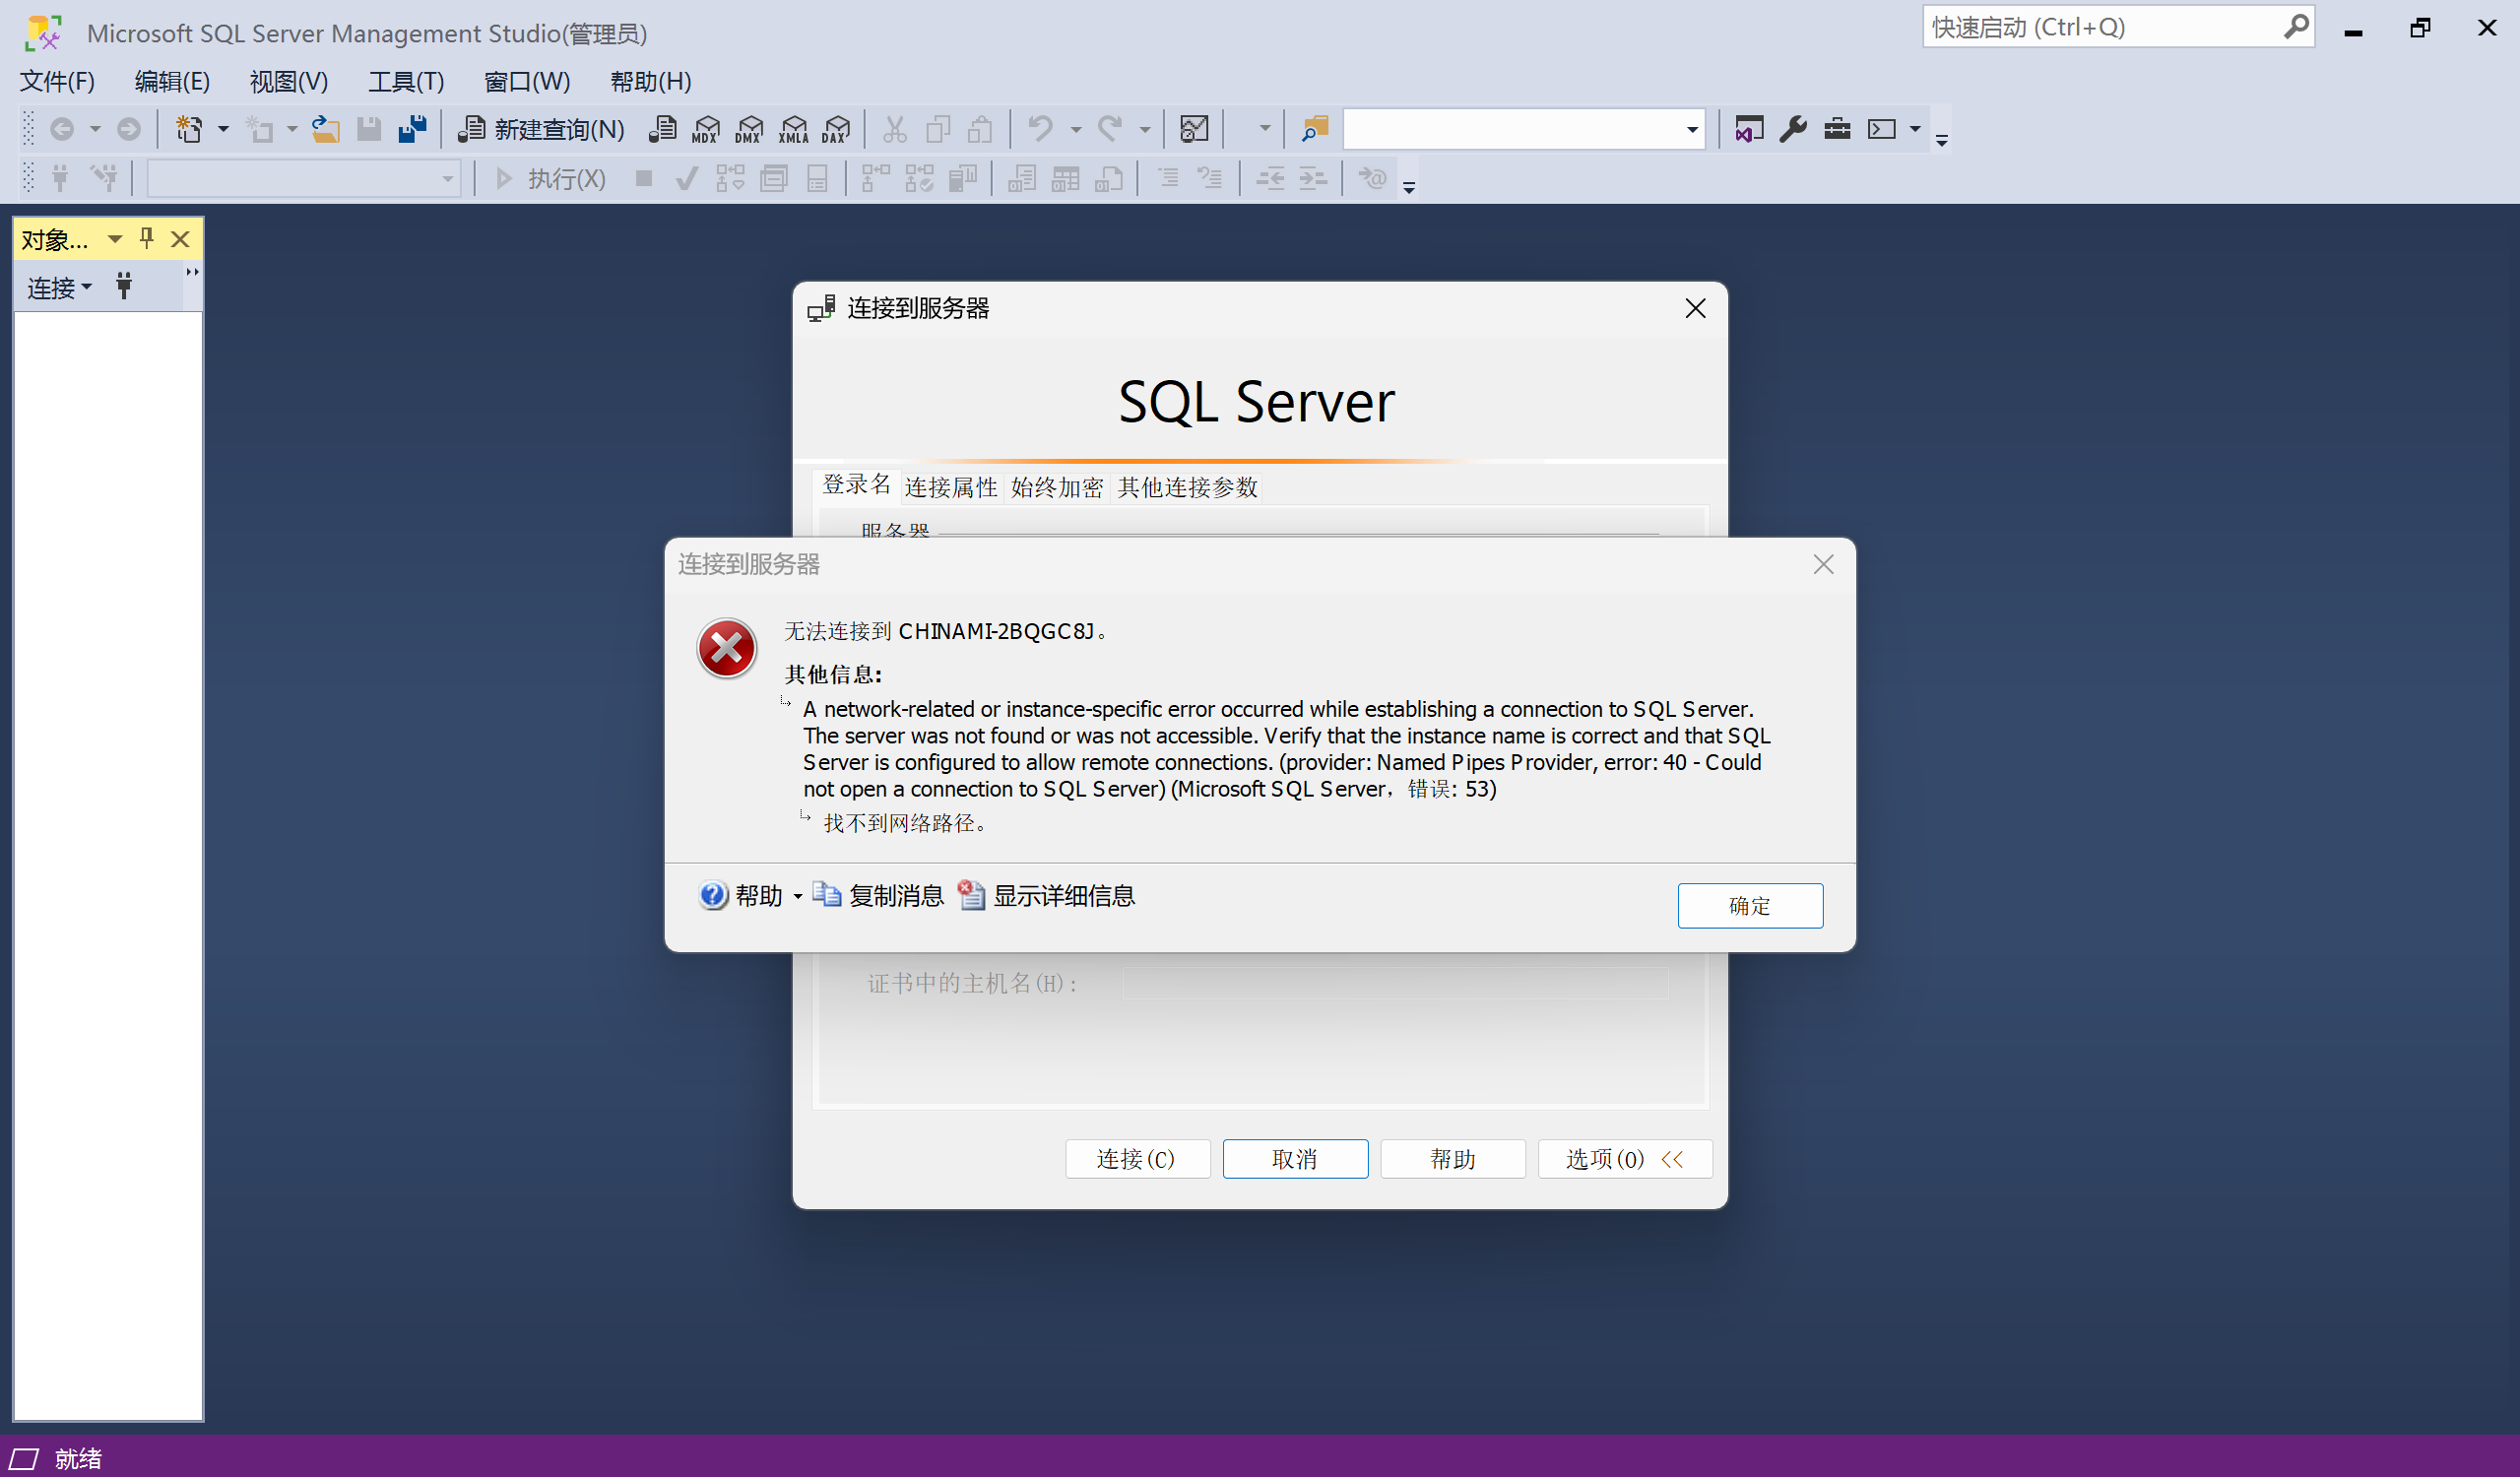 Microsoft SQL Server Management Studio(管理员)
快速启动 (Ctrl+Q)
文件(F) 编辑(E) 视图(V) 工具(T) 窗口(W) 帮助(H)
新建查询(N) MDX DMX XMLA DAX
执行(X)
对象...
连接
连接到服务器
SQL Server
登录名 连接属性 始终加密 其他连接参数
服务器
连接到服务器
无法连接到 CHINAMI-2BQGC8J。
其他信息:
A network-related or instance-specific error occurred while establishing a connection to SQL Server.
The server was not found or was not accessible. Verify that the instance name is correct and that SQL
Server is configured to allow remote connections. (provider: Named Pipes Provider, error: 40 - Could
not open a connection to SQL Server) (Microsoft SQL Server，错误: 53)
找不到网络路径。
帮助 复制消息 显示详细信息
确定
证书中的主机名(H):
连接(C) 取消 帮助 选项(O) <<
就绪